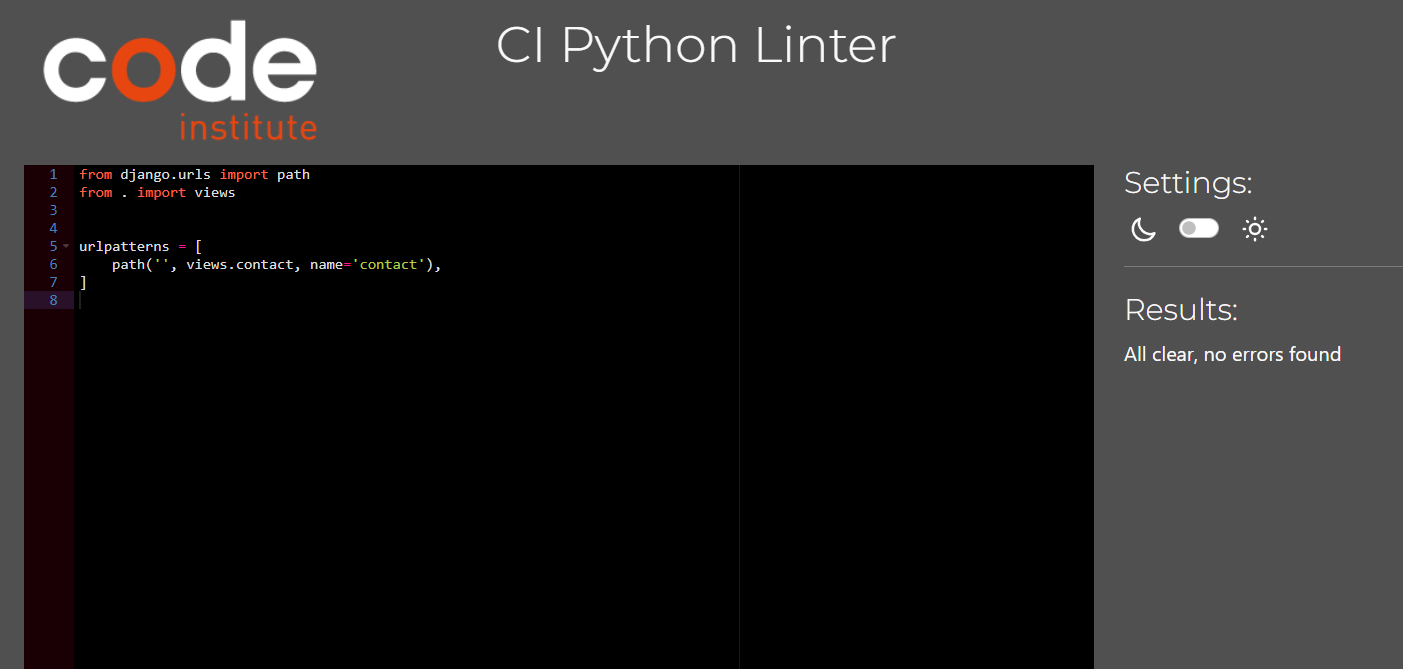 code
institute
CI Python Linter
1 from django.urls import path
2 from . import views
3
4
5 urlpatterns = [
6     path('', views.contact, name='contact'),
7 ]
8
Settings:
Results:
All clear, no errors found